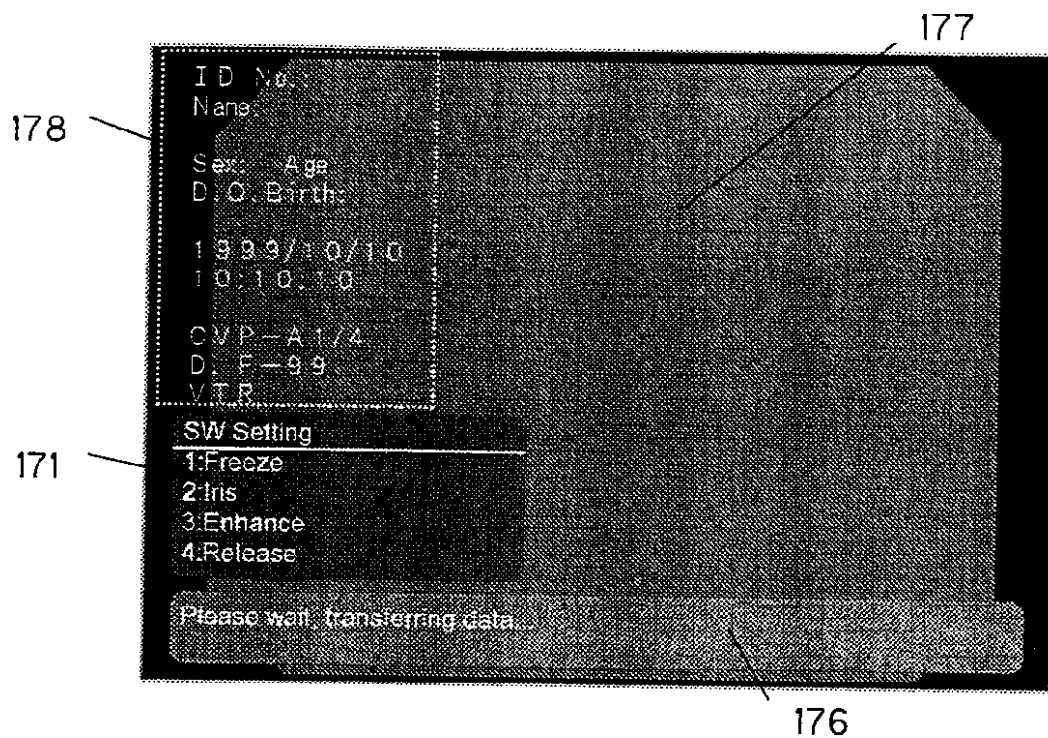 177
178
ID No.:
Name:
Sex: Age:
D.O.Birth:
1999/10/10
10:10:10
CVP-A1/4
D.F-99
VTR
171
SW Setting
1:Freeze
2:Iris
3:Enhance
4:Release
Please wait, transferring data...
176